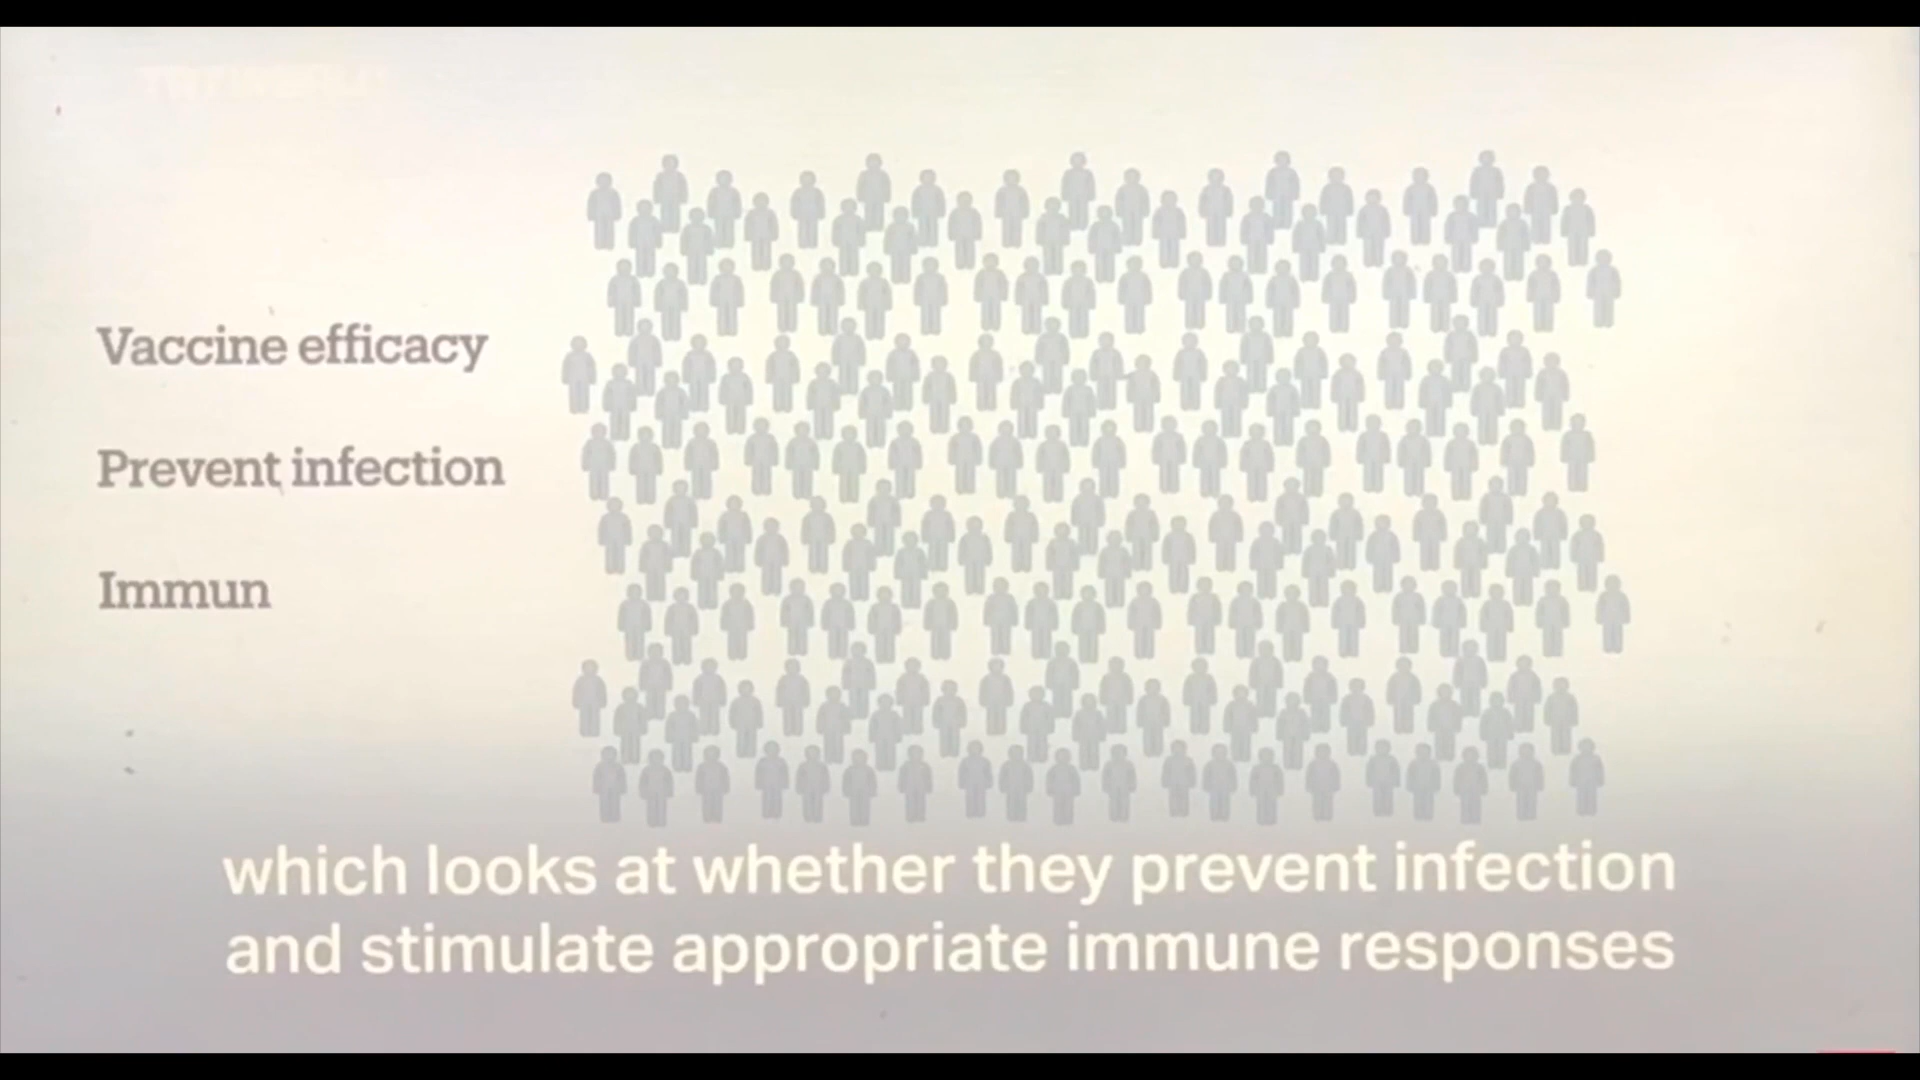 Vaccine efficacy
Prevent infection
Immun
which looks at whether they prevent infection
and stimulate appropriate immune responses